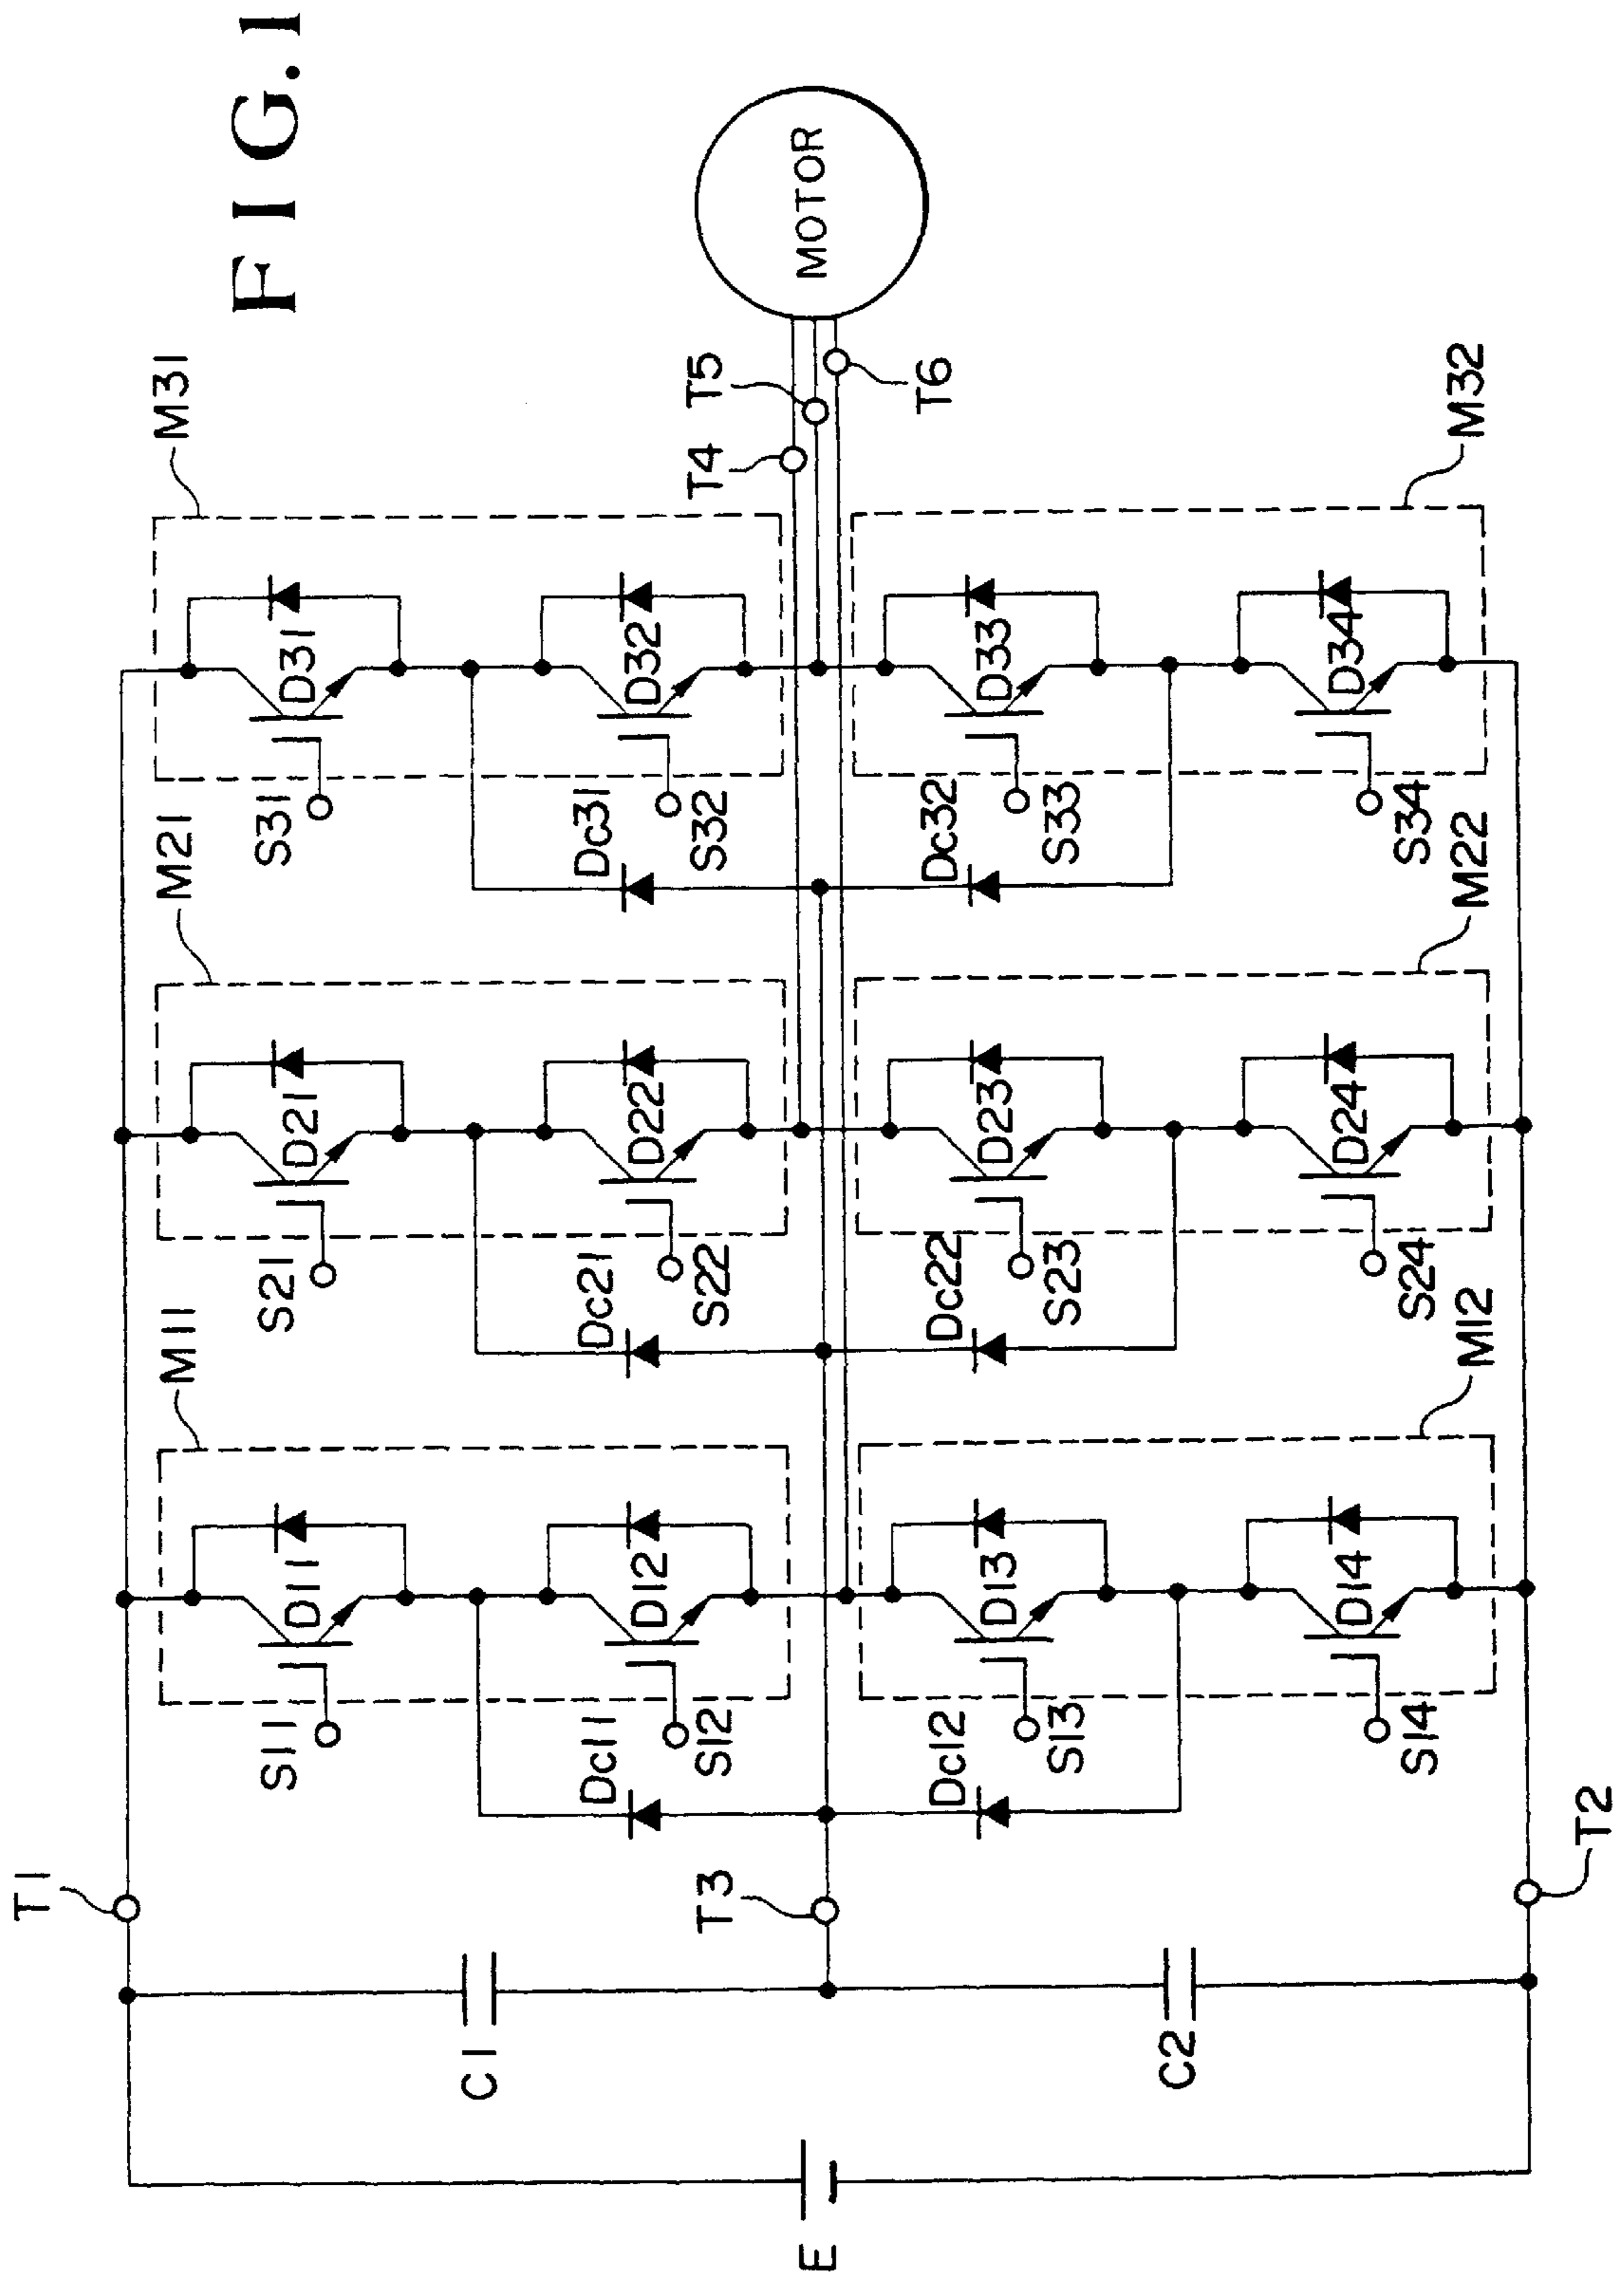 FIG. 1
M31
M21
M11
T1
S31
D31
S21
D21
S11
D11
Dc31
S32
D32
Dc21
S22
D22
Dc11
S12
D12
C1
T4
T5
MOTOR
T3
E
T6
Dc32
S33
D33
Dc22
S23
D23
Dc12
S13
D13
C2
S34
D34
S24
D24
S14
D14
M32
M22
M12
T2